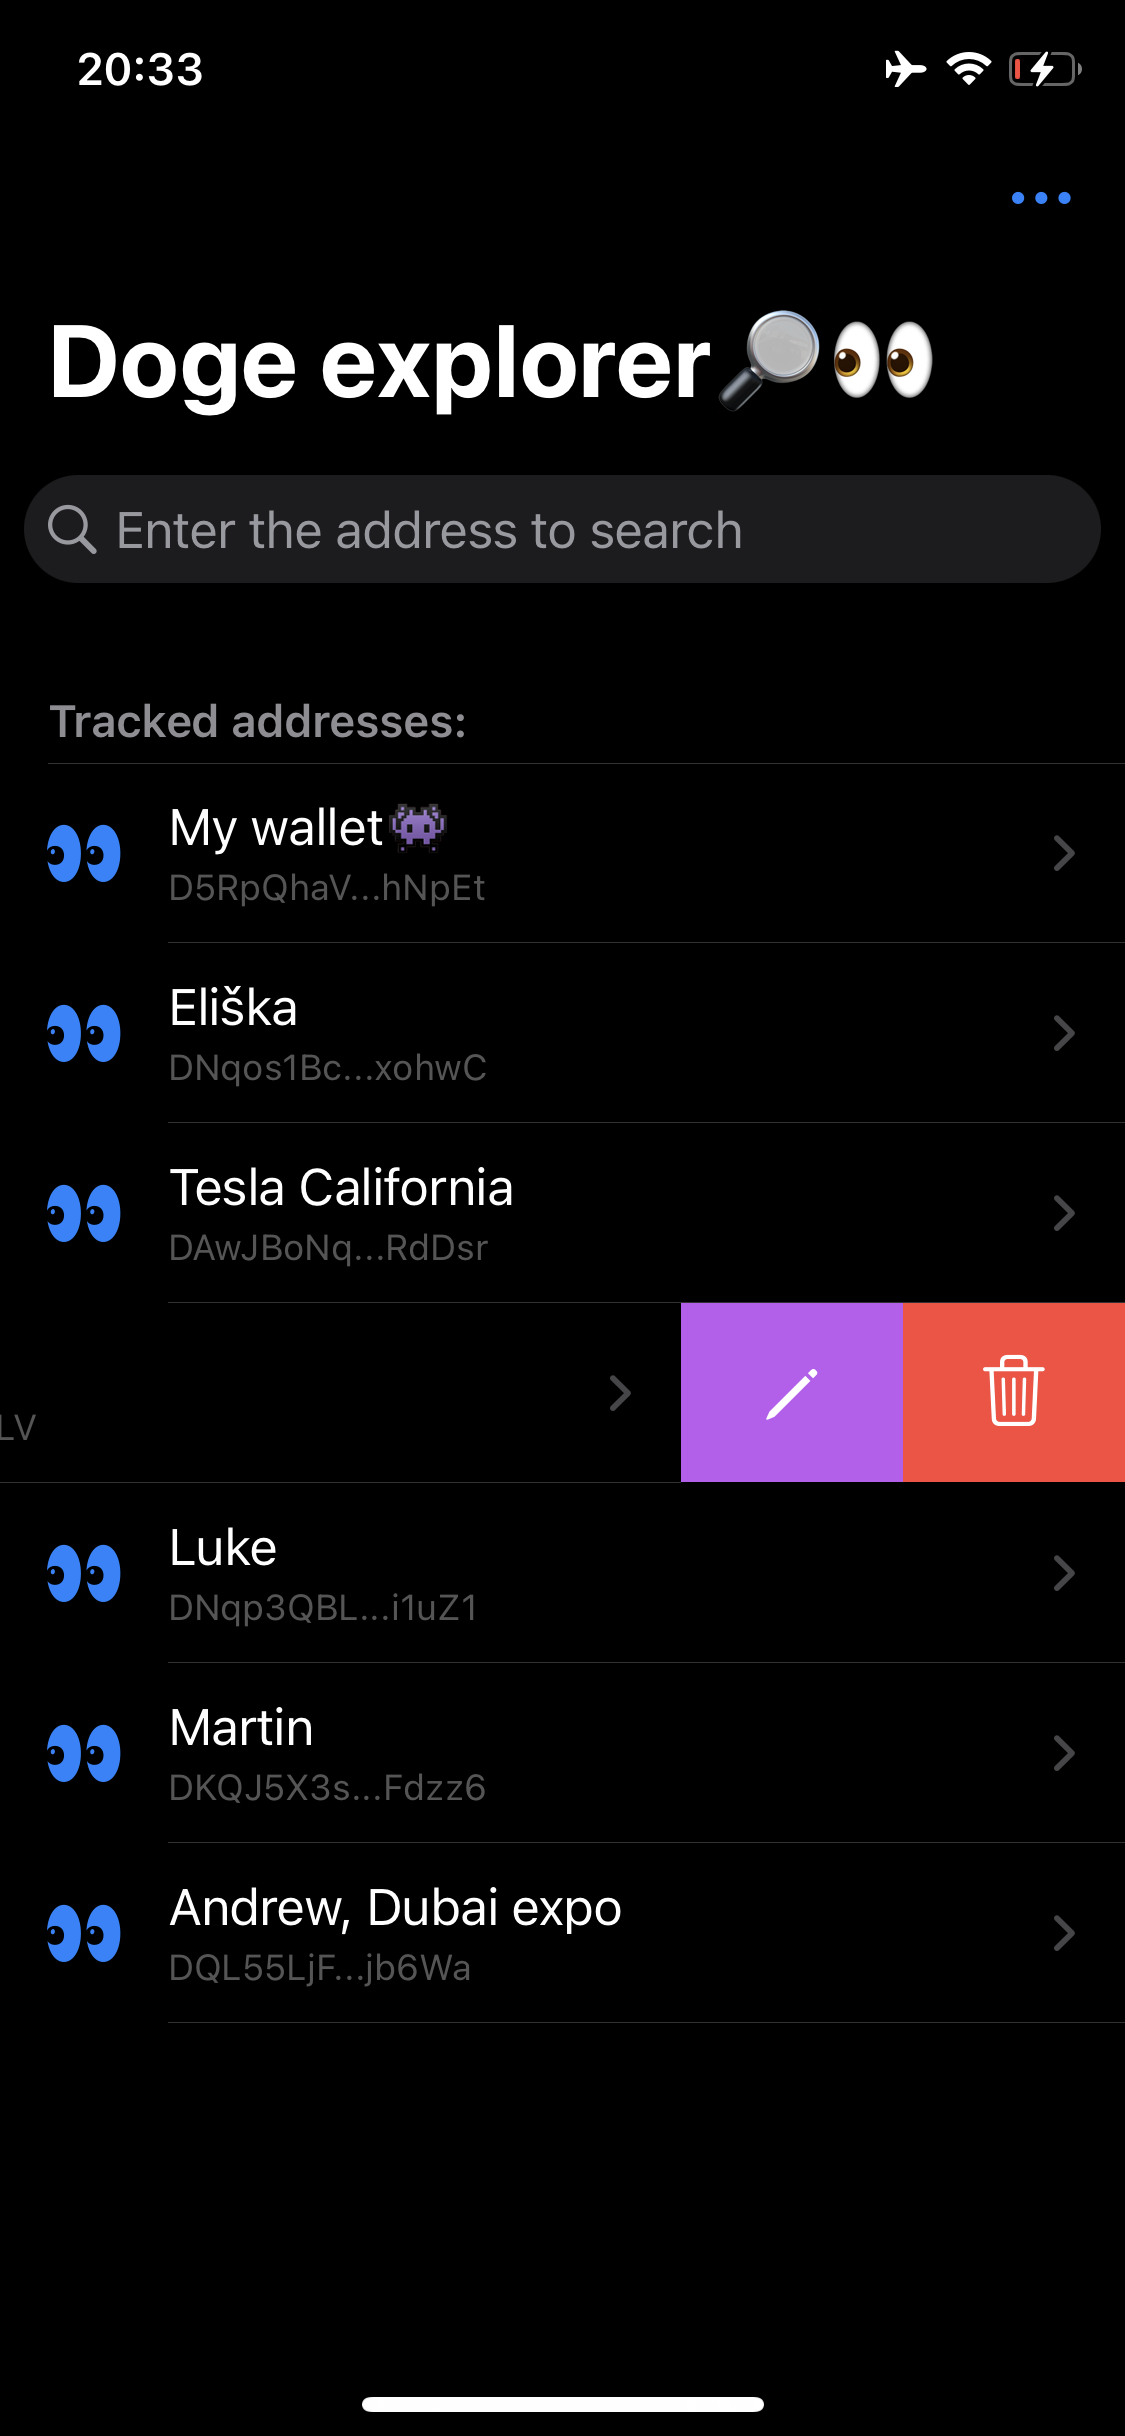 20:33
Doge explorer🔎👀
Enter the address to search
Tracked addresses:
My wallet👾
D5RpQhaV...hNpEt
Eliška
DNqos1Bc...xohwC
Tesla California
DAwJBoNq...RdDsr
LV
Luke
DNqp3QBL...i1uZ1
Martin
DKQJ5X3s...Fdzz6
Andrew, Dubai expo
DQL55LjF...jb6Wa